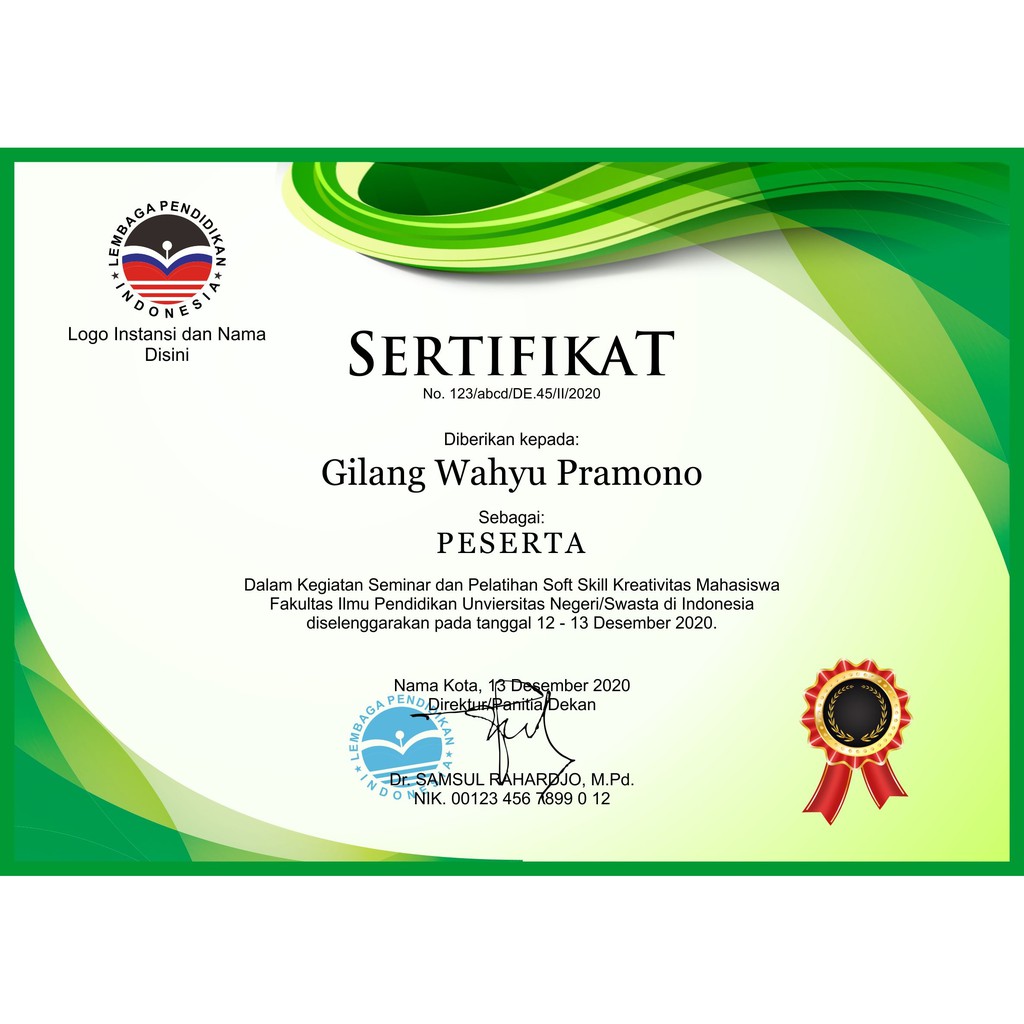 LEMBAGA PENDIDIKAN
INDONESIA
Logo Instansi dan Nama
Disini
SERTIFIKAT
No. 123/abcd/DE.45/II/2020
Diberikan kepada:
Gilang Wahyu Pramono
Sebagai:
PESERTA
Dalam Kegiatan Seminar dan Pelatihan Soft Skill Kreativitas Mahasiswa
Fakultas Ilmu Pendidikan Unviersitas Negeri/Swasta di Indonesia
diselenggarakan pada tanggal 12 - 13 Desember 2020.
Nama Kota, 13 Desember 2020
Direktur/Panitia/Dekan
LEMBAGA PENDIDIKAN
INDONESIA
Dr. SAMSUL RAHARDJO, M.Pd.
NIK. 00123 456 7899 0 12